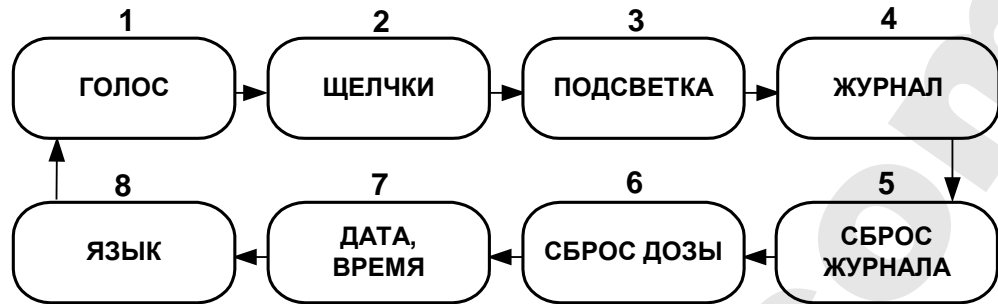 1 2 3 4
ГОЛОС ЩЕЛЧКИ ПОДСВЕТКА ЖУРНАЛ
8 7 6 5
ЯЗЫК ДАТА, ВРЕМЯ СБРОС ДОЗЫ СБРОС ЖУРНАЛА